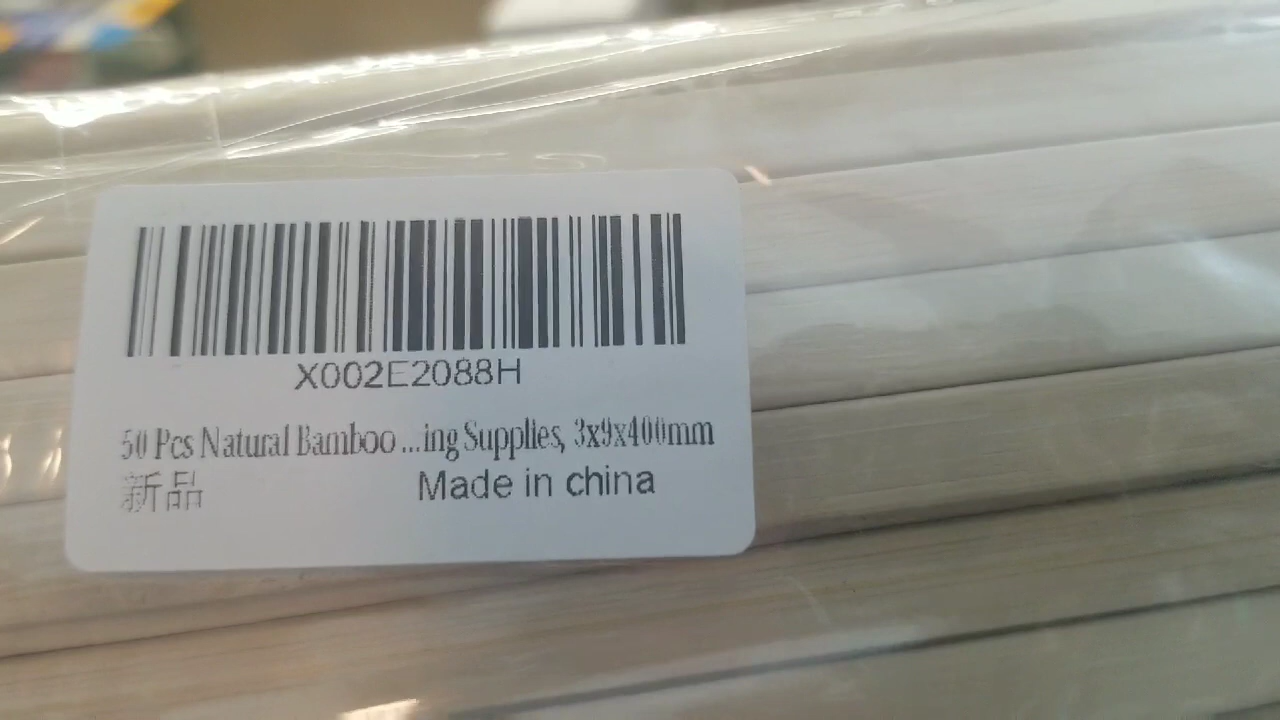 X002E2088H
50 Pcs Natural Bamboo ...ing Supplies, 3x9x400mm
新品 Made in china